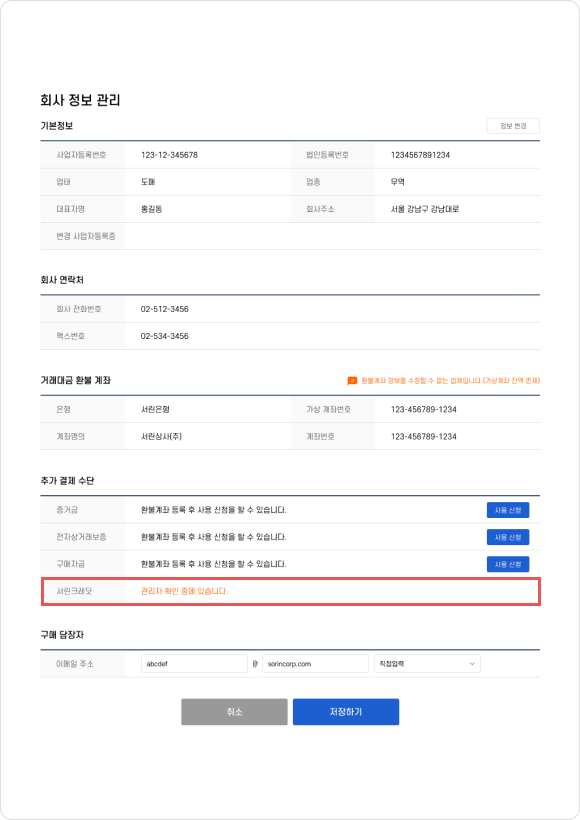 회사 정보 관리
기본정보
정보 변경
사업자등록번호 123-12-345678 법인등록번호 1234567891234
업태 도매 업종 무역
대표자명 홍길동 회사주소 서울 강남구 강남대로
변경 사업자등록증
회사 연락처
회사 전화번호 02-512-3456
팩스번호 02-534-3456
거래대금 환불 계좌
환불계좌 정보를 수정할 수 없는 업체입니다.(가상계좌 잔액 존재)
은행 서린은행 가상 계좌번호 123-456789-1234
계좌명의 서린상사(주) 계좌번호 123-456789-1234
추가 결제 수단
증거금 환불계좌 등록 후 사용 신청을 할 수 있습니다. 사용 신청
전자상거래보증 환불계좌 등록 후 사용 신청을 할 수 있습니다. 사용 신청
구매자금 환불계좌 등록 후 사용 신청을 할 수 있습니다. 사용 신청
서린크레딧 관리자 확인 중에 있습니다.
구매 담장자
이메일 주소 abcdef @ sorincorp.com 직접입력
취소 저장하기